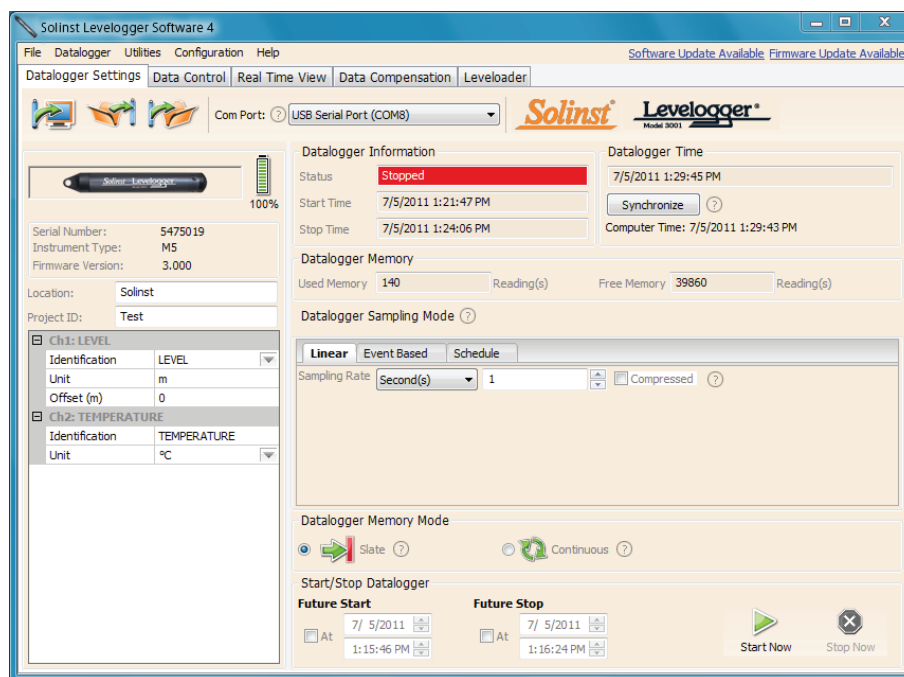 Solinst Levelogger Software 4
File Datalogger Utilities Configuration Help
Software Update Available Firmware Update Available
Datalogger Settings Data Control Real Time View Data Compensation Leveloader
Com Port: ? USB Serial Port (COM8)
Solinst Levelogger
Model 3001
Solinst Levelogger
100%
Serial Number: 5475019
Instrument Type: M5
Firmware Version: 3.000
Location: Solinst
Project ID: Test
Ch1: LEVEL
Identification LEVEL
Unit m
Offset (m) 0
Ch2: TEMPERATURE
Identification TEMPERATURE
Unit ºC
Datalogger Information
Status Stopped
Start Time 7/5/2011 1:21:47 PM
Stop Time 7/5/2011 1:24:06 PM
Datalogger Time
7/5/2011 1:29:45 PM
Synchronize ?
Computer Time: 7/5/2011 1:29:43 PM
Datalogger Memory
Used Memory 140 Reading(s) Free Memory 39860 Reading(s)
Datalogger Sampling Mode ?
Linear Event Based Schedule
Sampling Rate Second(s) 1 Compressed ?
Datalogger Memory Mode
Slate ? Continuous ?
Start/Stop Datalogger
Future Start Future Stop
At 7/ 5/2011 1:15:46 PM
At 7/ 5/2011 1:16:24 PM
Start Now Stop Now